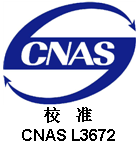 CNAS
校 准
CNAS L3672